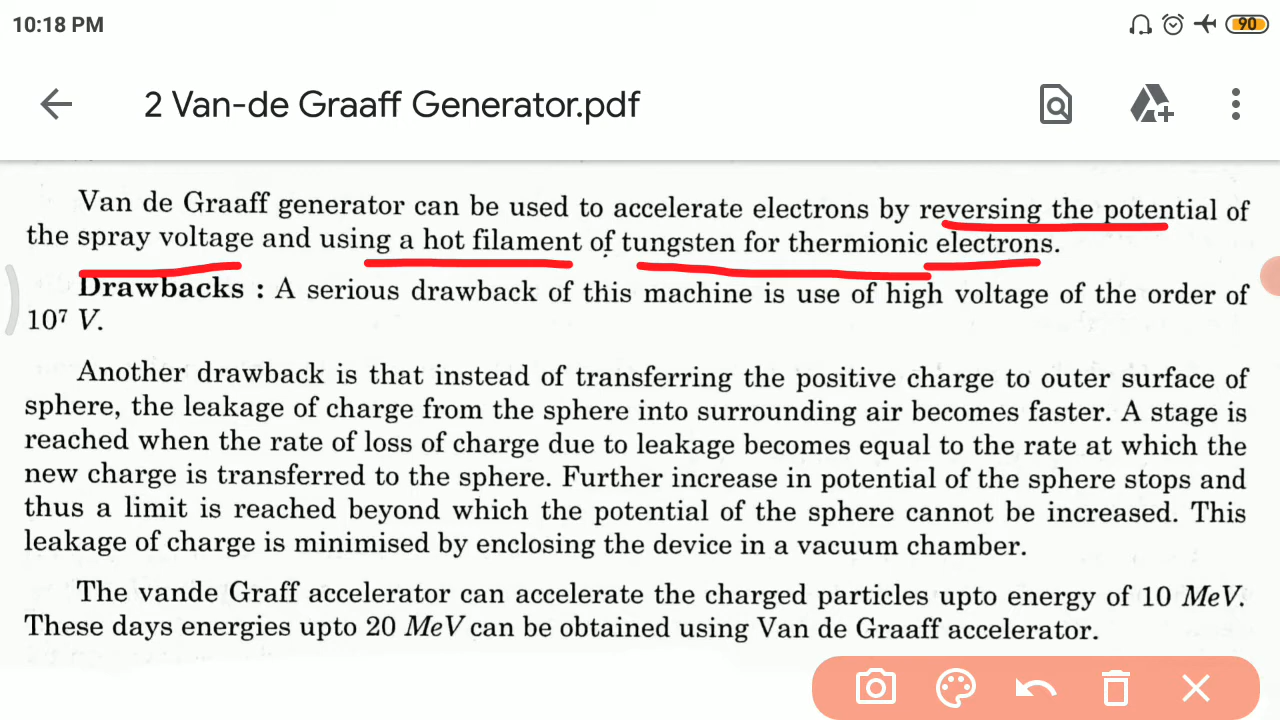 10:18 PM
90
2 Van-de Graaff Generator.pdf
Van de Graaff generator can be used to accelerate electrons by reversing the potential of
the spray voltage and using a hot filament of tungsten for thermionic electrons.
Drawbacks : A serious drawback of this machine is use of high voltage of the order of
10⁷ V.
Another drawback is that instead of transferring the positive charge to outer surface of
sphere, the leakage of charge from the sphere into surrounding air becomes faster. A stage is
reached when the rate of loss of charge due to leakage becomes equal to the rate at which the
new charge is transferred to the sphere. Further increase in potential of the sphere stops and
thus a limit is reached beyond which the potential of the sphere cannot be increased. This
leakage of charge is minimised by enclosing the device in a vacuum chamber.
The vande Graff accelerator can accelerate the charged particles upto energy of 10 MeV.
These days energies upto 20 MeV can be obtained using Van de Graaff accelerator.